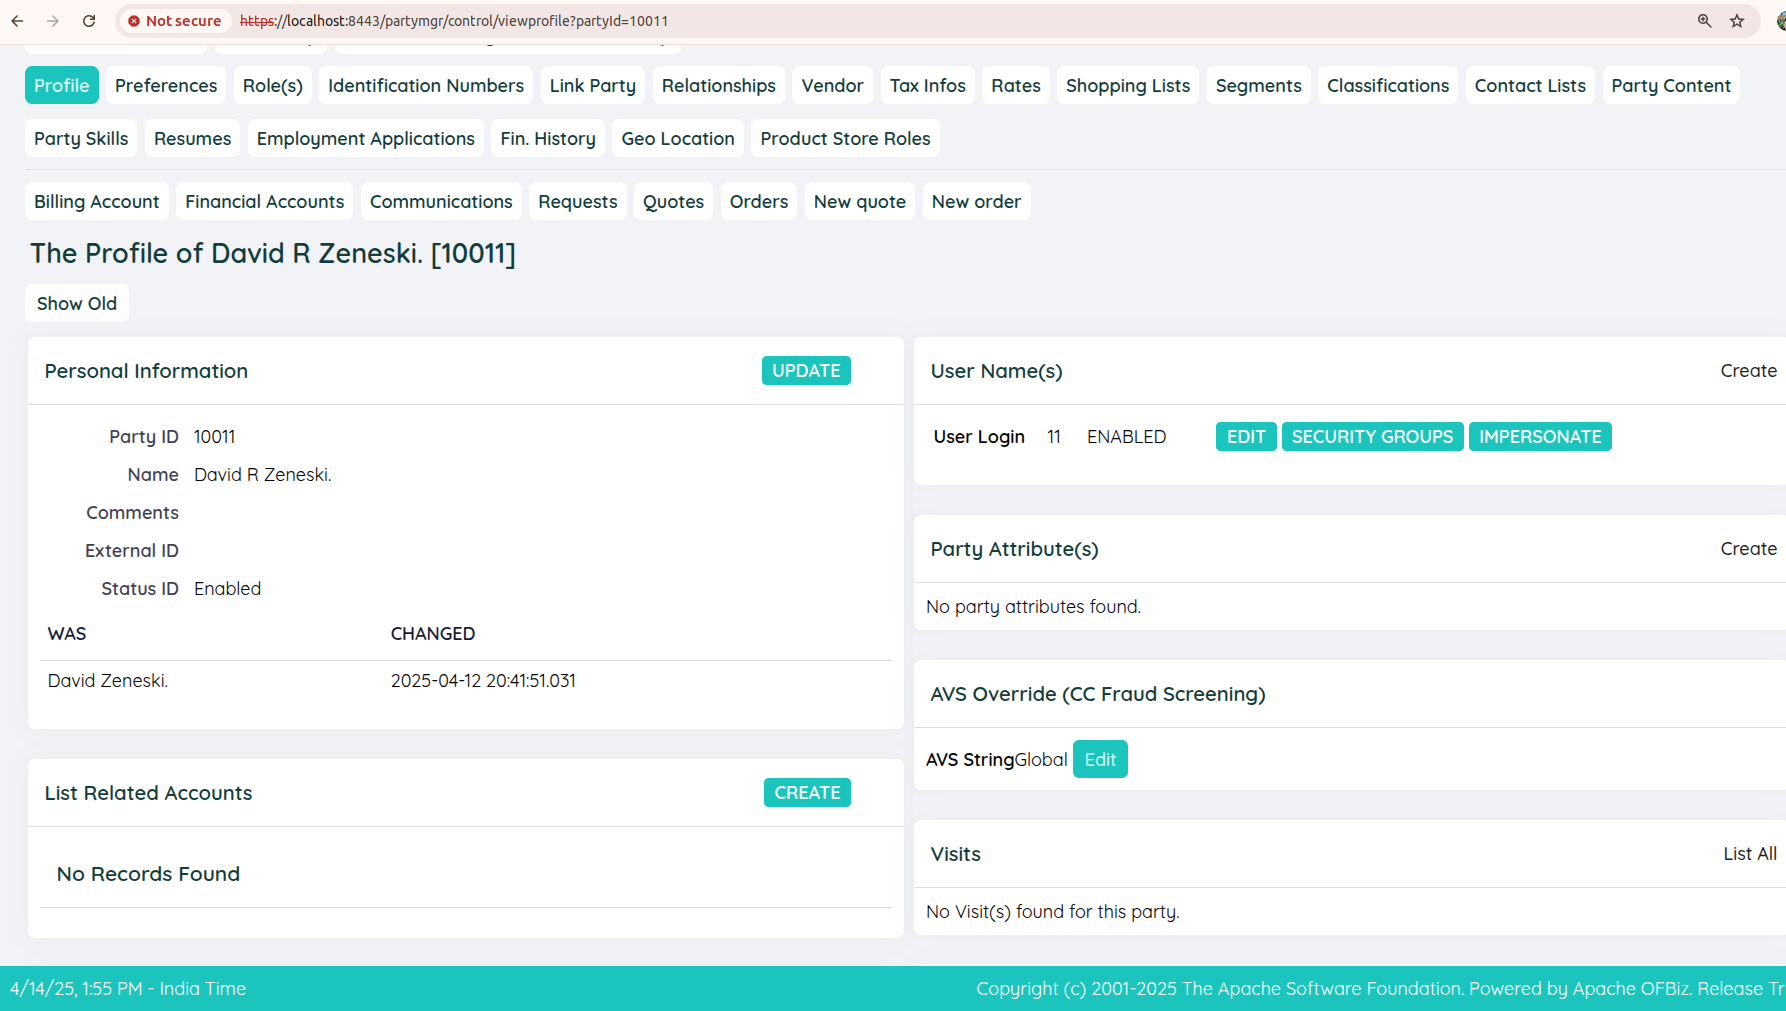 Not secure https://localhost:8443/partymgr/control/viewprofile?partyId=10011
Profile Preferences Role(s) Identification Numbers Link Party Relationships Vendor Tax Infos Rates Shopping Lists Segments Classifications Contact Lists Party Content
Party Skills Resumes Employment Applications Fin. History Geo Location Product Store Roles
Billing Account Financial Accounts Communications Requests Quotes Orders New quote New order
The Profile of David R Zeneski. [10011]
Show Old
Personal Information UPDATE
Party ID 10011
Name David R Zeneski.
Comments
External ID
Status ID Enabled
WAS CHANGED
David Zeneski. 2025-04-12 20:41:51.031
List Related Accounts CREATE
No Records Found
User Name(s) Create
User Login 11 ENABLED EDIT SECURITY GROUPS IMPERSONATE
Party Attribute(s) Create
No party attributes found.
AVS Override (CC Fraud Screening)
AVS StringGlobal Edit
Visits List All
No Visit(s) found for this party.
4/14/25, 1:55 PM - India Time
Copyright (c) 2001-2025 The Apache Software Foundation. Powered by Apache OFBiz. Release Tr